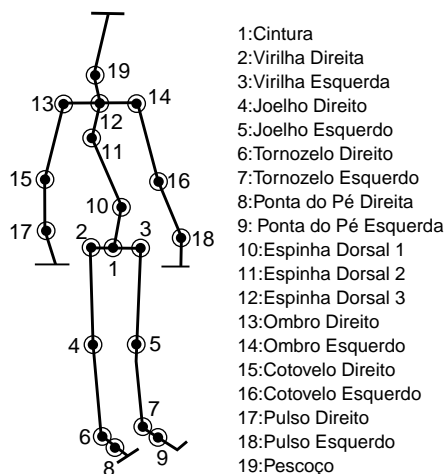 19
13
14
12
11
15
16
10
17
2
3
18
1
4
5
6
7
8
9
1:Cintura
2:Virilha Direita
3:Virilha Esquerda
4:Joelho Direito
5:Joelho Esquerdo
6:Tornozelo Direito
7:Tornozelo Esquerdo
8:Ponta do Pé Direita
9: Ponta do Pé Esquerda
10:Espinha Dorsal 1
11:Espinha Dorsal 2
12:Espinha Dorsal 3
13:Ombro Direito
14:Ombro Esquerdo
15:Cotovelo Direito
16:Cotovelo Esquerdo
17:Pulso Direito
18:Pulso Esquerdo
19:Pescoço